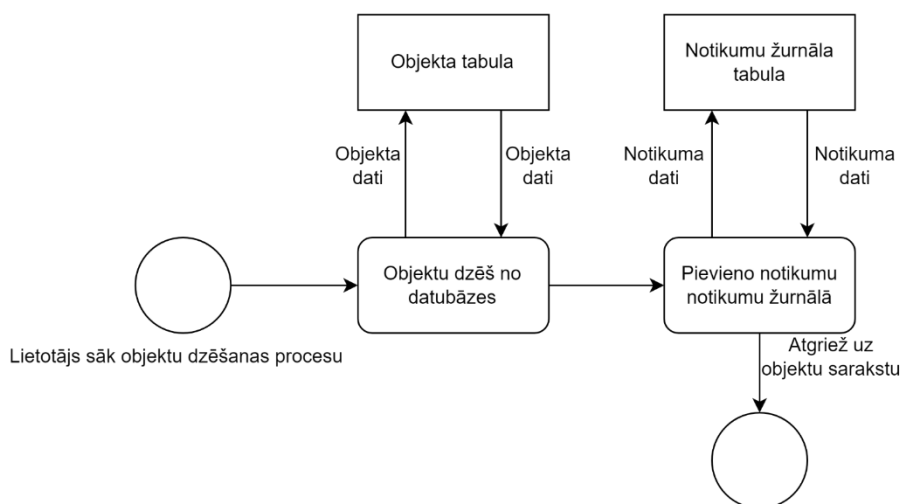 Objekta tabula
Notikumu žurnāla
tabula
Objekta
dati
Objekta
dati
Notikuma
dati
Notikuma
dati
Objektu dzēš no
datubāzes
Pievieno notikumu
notikumu žurnālā
Lietotājs sāk objektu dzēšanas procesu
Atgriež uz
objektu sarakstu